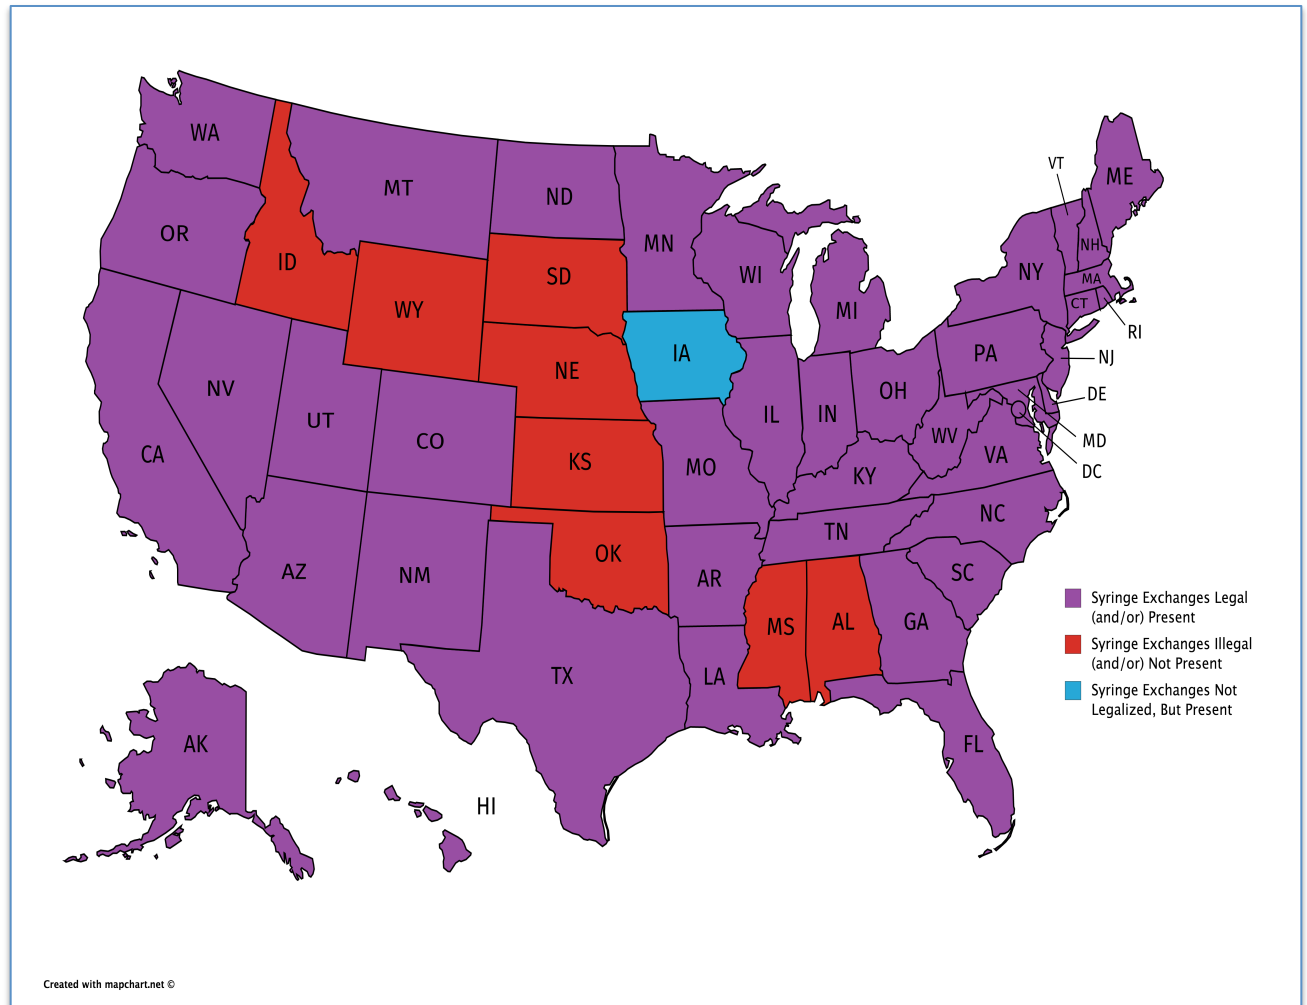 WA
MT
ND
MN
VT
ME
OR
ID
SD
WI
NH
NY
MA
WY
MI
CT
RI
IA
PA
NJ
NE
NV
OH
DE
UT
IL
IN
CO
WV
MD
CA
KS
MO
KY
VA
DC
NC
OK
TN
AZ
NM
AR
SC
MS
AL
GA
TX
LA
AK
FL
HI
Syringe Exchanges Legal
(and/or) Present
Syringe Exchanges Illegal
(and/or) Not Present
Syringe Exchanges Not
Legalized, But Present
Created with mapchart.net ©